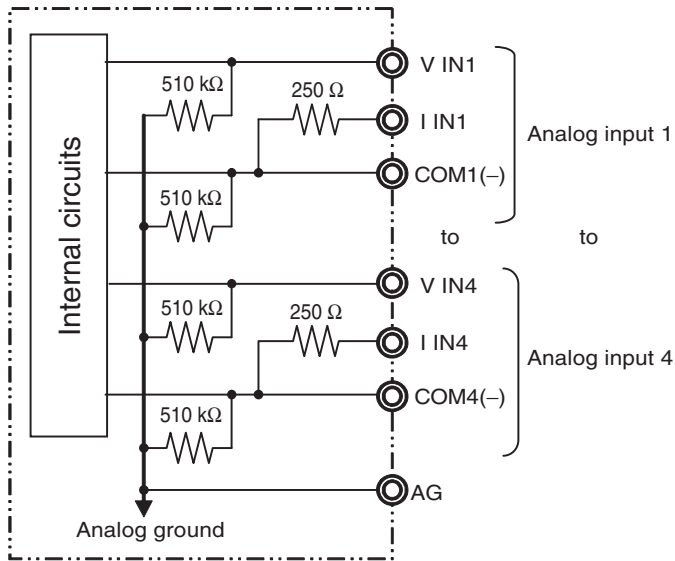 510 kΩ
V IN1
250 Ω
I IN1
Analog input 1
COM1(–)
510 kΩ
Internal circuits
to
to
V IN4
510 kΩ
250 Ω
I IN4
Analog input 4
COM4(–)
510 kΩ
AG
Analog ground